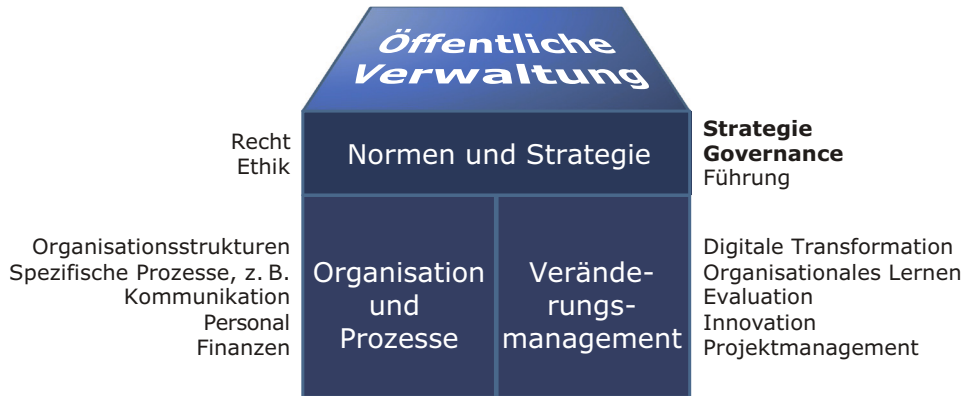 Öffentliche
Verwaltung
Recht
Ethik
Normen und Strategie
Strategie
Governance
Führung
Organisationsstrukturen
Spezifische Prozesse, z. B.
Kommunikation
Personal
Finanzen
Organisation
und
Prozesse
Verände-
rungs-
management
Digitale Transformation
Organisationales Lernen
Evaluation
Innovation
Projektmanagement